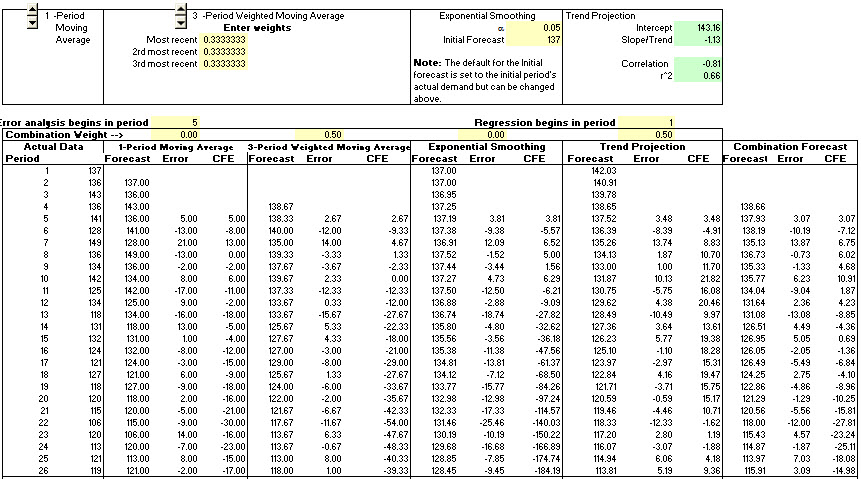 1 -Period 3 -Period Weighted Moving Average Exponential Smoothing Trend Projection
Moving Enter weights α 0.05 Intercept 143.16
Average Most recent 0.3333333 Initial Forecast 137 Slope/Trend -1.13
2rd most recent 0.3333333
3rd most recent 0.3333333 Note: The default for the Initial Correlation -0.81
forecast is set to the initial period's r^2 0.66
actual demand but can be changed
above.
Error analysis begins in period 5 Regression begins in period 1
Combination Weight --> 0.00 0.50 0.00 0.50
Actual Data 1-Period Moving Average 3-Period Weighted Moving Average Exponential Smoothing Trend Projection Combination Forecast
Period Forecast Error CFE Forecast Error CFE Forecast Error CFE Forecast Error CFE Forecast Error CFE
1 137 137.00 142.03
2 136 137.00 137.00 140.91
3 143 136.00 136.95 139.78
4 136 143.00 138.67 137.25 138.65 138.66
5 141 136.00 5.00 5.00 138.33 2.67 2.67 137.19 3.81 3.81 137.52 3.48 3.48 137.93 3.07 3.07
6 128 141.00 -13.00 -8.00 140.00 -12.00 -9.33 137.38 -9.38 -5.57 136.39 -8.39 -4.91 138.19 -10.19 -7.12
7 149 128.00 21.00 13.00 135.00 14.00 4.67 136.91 12.09 6.52 135.26 13.74 8.83 135.13 13.87 6.75
8 136 149.00 -13.00 0.00 139.33 -3.33 1.33 137.52 -1.52 5.00 134.13 1.87 10.70 136.73 -0.73 6.02
9 134 136.00 -2.00 -2.00 137.67 -3.67 -2.33 137.44 -3.44 1.56 133.00 1.00 11.70 135.33 -1.33 4.68
10 142 134.00 8.00 6.00 139.67 2.33 0.00 137.27 4.73 6.29 131.87 10.13 21.82 135.77 6.23 10.91
11 125 142.00 -17.00 -11.00 137.33 -12.33 -12.33 137.50 -12.50 -6.21 130.75 -5.75 16.08 134.04 -9.04 1.87
12 134 125.00 9.00 -2.00 133.67 0.33 -12.00 136.88 -2.88 -9.09 129.62 4.38 20.46 131.64 2.36 4.23
13 118 134.00 -16.00 -18.00 133.67 -15.67 -27.67 136.74 -18.74 -27.82 128.49 -10.49 9.97 131.08 -13.08 -8.85
14 131 118.00 13.00 -5.00 125.67 5.33 -22.33 135.80 -4.80 -32.62 127.36 3.64 13.61 126.51 4.49 -4.36
15 132 131.00 1.00 -4.00 127.67 4.33 -18.00 135.56 -3.56 -36.18 126.23 5.77 19.38 126.95 5.05 0.69
16 124 132.00 -8.00 -12.00 127.00 -3.00 -21.00 135.38 -11.38 -47.56 125.10 -1.10 18.28 126.05 -2.05 -1.36
17 121 124.00 -3.00 -15.00 129.00 -8.00 -29.00 134.81 -13.81 -61.37 123.97 -2.97 15.31 126.49 -5.49 -6.84
18 127 121.00 6.00 -9.00 125.67 1.33 -27.67 134.12 -7.12 -68.50 122.84 4.16 19.47 124.25 2.75 -4.10
19 118 127.00 -9.00 -18.00 124.00 -6.00 -33.67 133.77 -15.77 -84.26 121.71 -3.71 15.75 122.86 -4.86 -8.96
20 120 118.00 2.00 -16.00 122.00 -2.00 -35.67 132.98 -12.98 -97.24 120.59 -0.59 15.17 121.29 -1.29 -10.25
21 115 120.00 -5.00 -21.00 121.67 -6.67 -42.33 132.33 -17.33 -114.57 119.46 -4.46 10.71 120.56 -5.56 -15.81
22 106 115.00 -9.00 -30.00 117.67 -11.67 -54.00 131.46 -25.46 -140.03 118.33 -12.33 -1.62 118.00 -12.00 -27.81
23 120 106.00 14.00 -16.00 113.67 6.33 -47.67 130.19 -10.19 -150.22 117.20 2.80 1.19 115.43 4.57 -23.24
24 113 120.00 -7.00 -23.00 113.67 -0.67 -48.33 129.68 -16.68 -166.89 116.07 -3.07 -1.88 114.87 -1.87 -25.11
25 121 113.00 8.00 -15.00 113.00 8.00 -40.33 128.85 -7.85 -174.74 114.94 6.06 4.18 113.97 7.03 -18.08
26 119 121.00 -2.00 -17.00 118.00 1.00 -39.33 128.45 -9.45 -184.19 113.81 5.19 9.36 115.91 3.09 -14.98